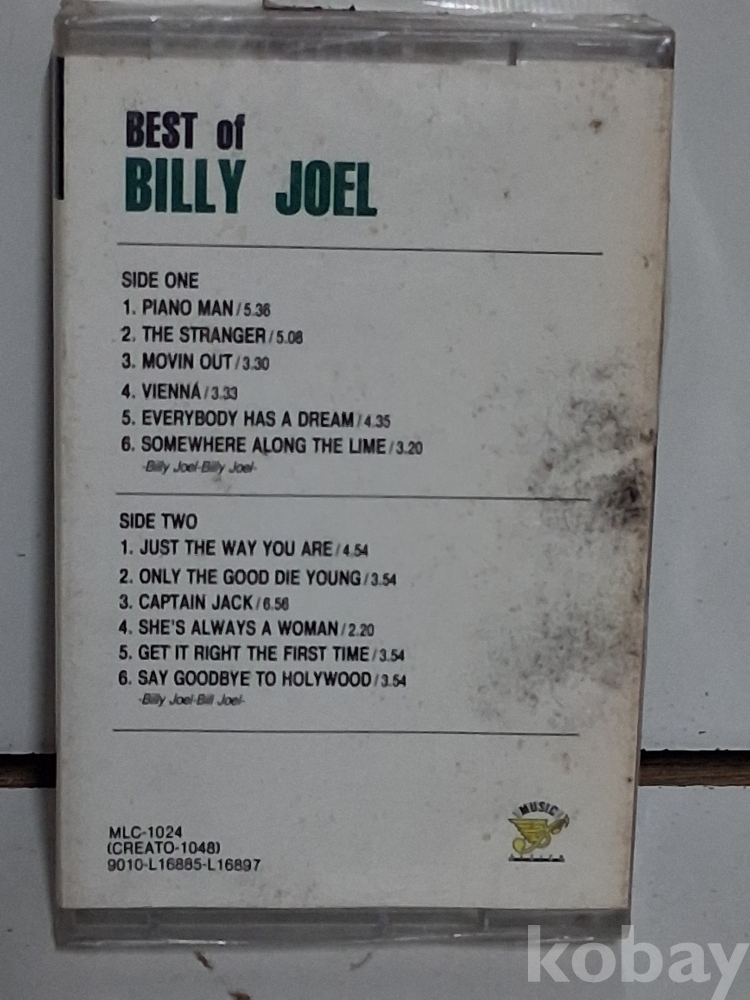 BEST of
BILLY JOEL
SIDE ONE
1. PIANO MAN/5.36
2. THE STRANGER/5.08
3. MOVIN OUT/3.30
4. VIENNA/3.33
5. EVERYBODY HAS A DREAM/4.35
6. SOMEWHERE ALONG THE LIME/3.20
-Billy Joel-Billy Joel-
SIDE TWO
1. JUST THE WAY YOU ARE/4.54
2. ONLY THE GOOD DIE YOUNG/3.54
3. CAPTAIN JACK/6.56
4. SHE'S ALWAYS A WOMAN/2.20
5. GET IT RIGHT THE FIRST TIME/3.54
6. SAY GOODBYE TO HOLYWOOD/3.54
-Billy Joel-Bill Joel-
MUSIC
MLC-1024
(CREATO-1048)
9010-L16885-L16897
kobay